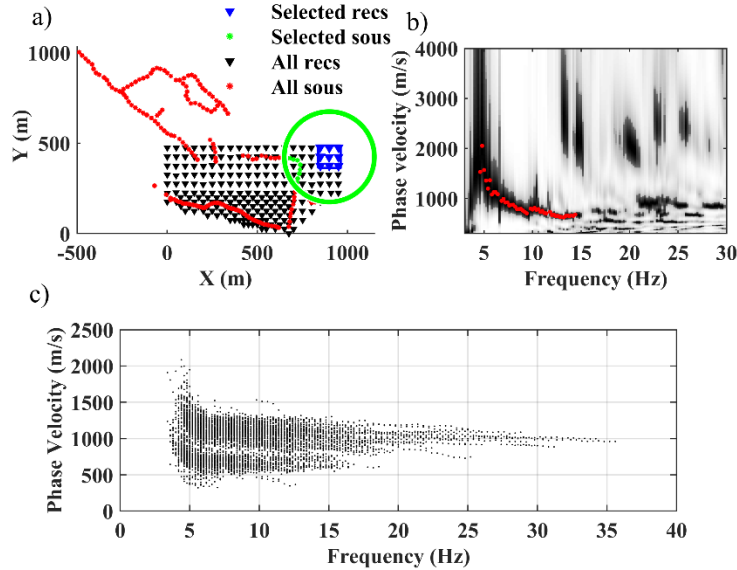 a)
Selected recs
Selected sous
All recs
All sous
1000
500
0
Y (m)
-500 0 500 1000
X (m)
b)
4000
3000
2000
1000
Phase velocity (m/s)
5 10 15 20 25 30
Frequency (Hz)
c)
2500
2000
1500
1000
500
0
Phase Velocity (m/s)
0 5 10 15 20 25 30 35 40
Frequency (Hz)